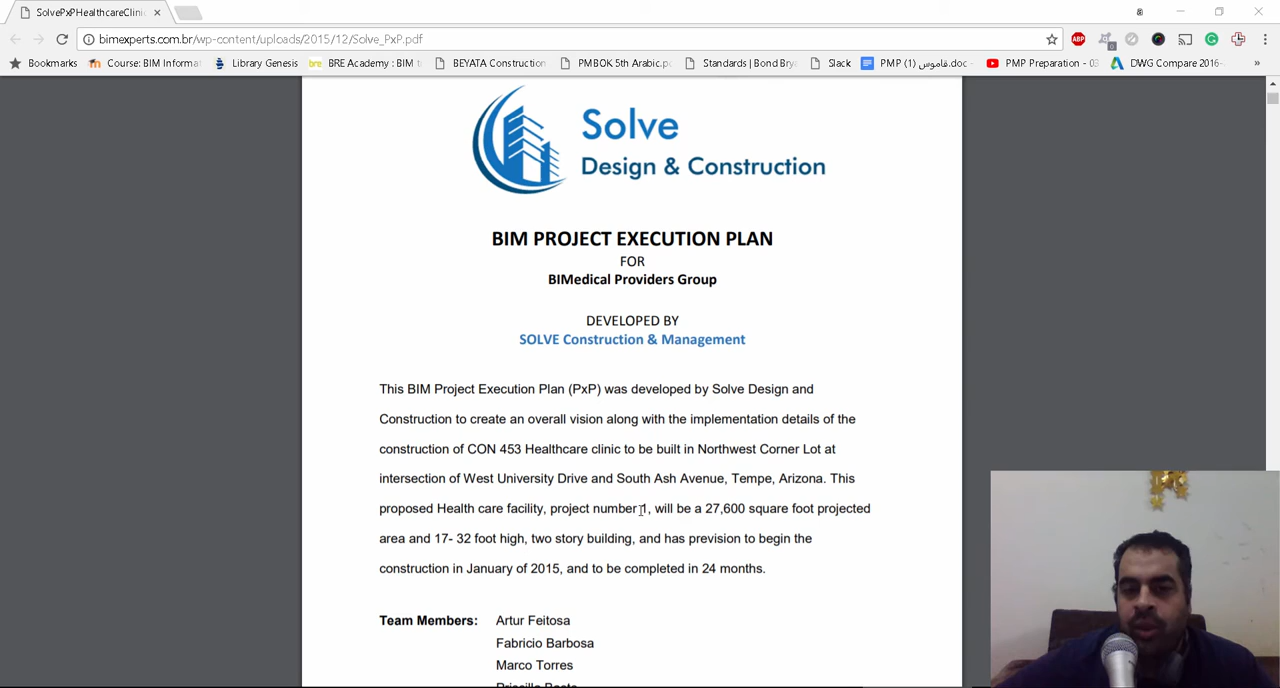 SolvePxPHealthcareClini
bimexperts.com.br/wp-content/uploads/2015/12/Solve_PxP.pdf
ABP
Bookmarks
Course: BIM Informat
Library Genesis
bre
BRE Academy : BIM
BEYATA Construction
PMBOK 5th Arabic.pd
Standards | Bond Brya
Slack
PMP (1) قاموس.doc
PMP Preparation - 03
DWG Compare 2016-
Solve
Design & Construction
BIM PROJECT EXECUTION PLAN
FOR
BIMedical Providers Group
DEVELOPED BY
SOLVE Construction & Management
This BIM Project Execution Plan (PxP) was developed by Solve Design and
Construction to create an overall vision along with the implementation details of the
construction of CON 453 Healthcare clinic to be built in Northwest Corner Lot at
intersection of West University Drive and South Ash Avenue, Tempe, Arizona. This
proposed Health care facility, project number 1, will be a 27,600 square foot projected
area and 17- 32 foot high, two story building, and has prevision to begin the
construction in January of 2015, and to be completed in 24 months.
Team Members: Artur Feitosa
Fabricio Barbosa
Marco Torres